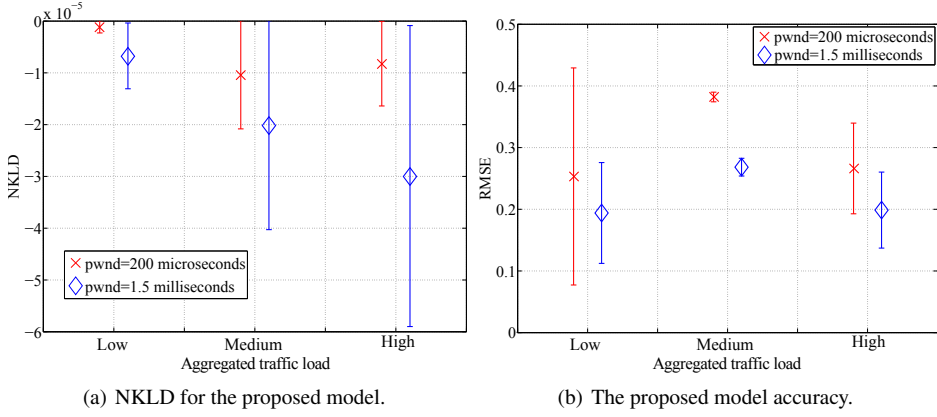 x 10⁻⁵
0
−1
−2
−3
−4
−5
−6
NKLD
pwnd=200 microseconds
pwnd=1.5 milliseconds
Low Medium High
Aggregated traffic load
(a) NKLD for the proposed model.
0.5
0.4
0.3
0.2
0.1
0
RMSE
pwnd=200 microseconds
pwnd=1.5 milliseconds
Low Medium High
Aggregated traffic load
(b) The proposed model accuracy.